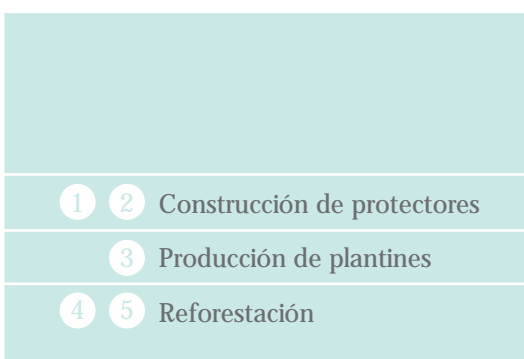 1 2 Construcción de protectores
3 Producción de plantines
4 5 Reforestación